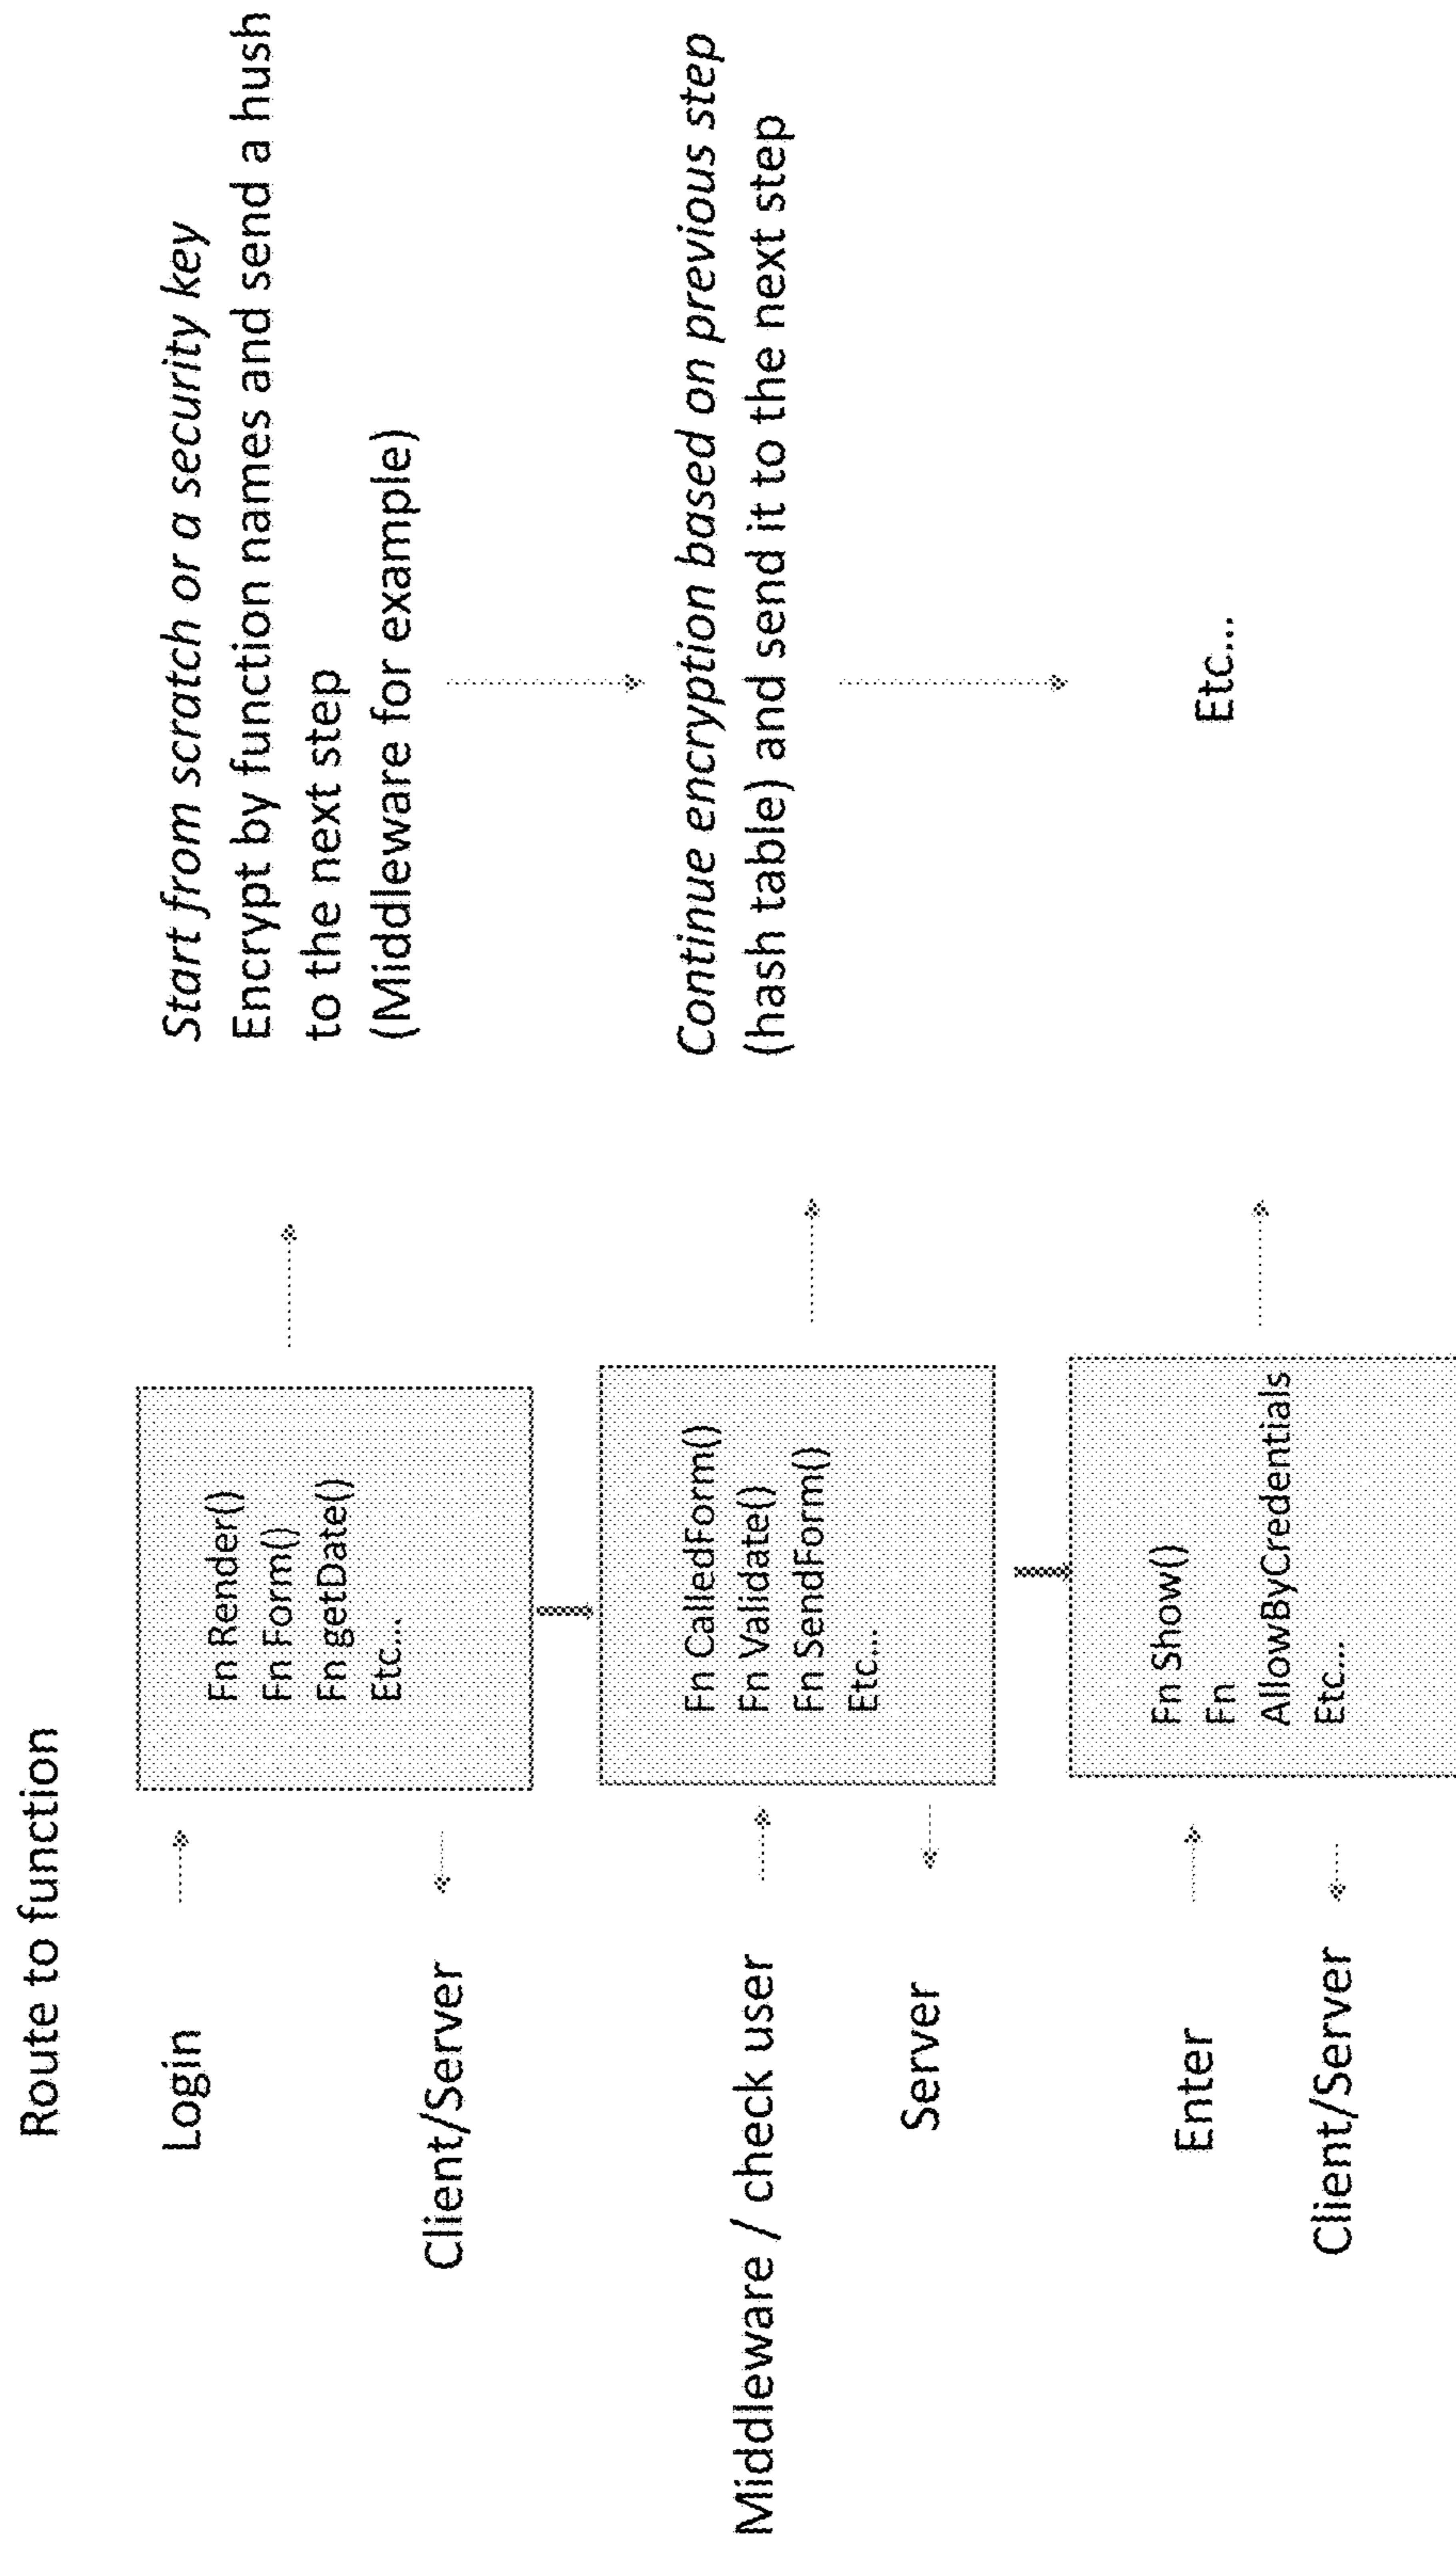 Route to function
Login
Client/Server
Fn Render()
Fn Form()
Fn getDate()
Etc...
Start from scratch or a security key
Encrypt by function names and send a hush
to the next step
(Middleware for example)
Middleware / check user
Server
Fn CalledForm()
Fn Validate()
Fn SendForm()
Etc...
Continue encryption based on previous step
(hash table) and send it to the next step
Enter
Client/Server
Fn Show()
Fn
AllowByCredentials
Etc...
Etc...